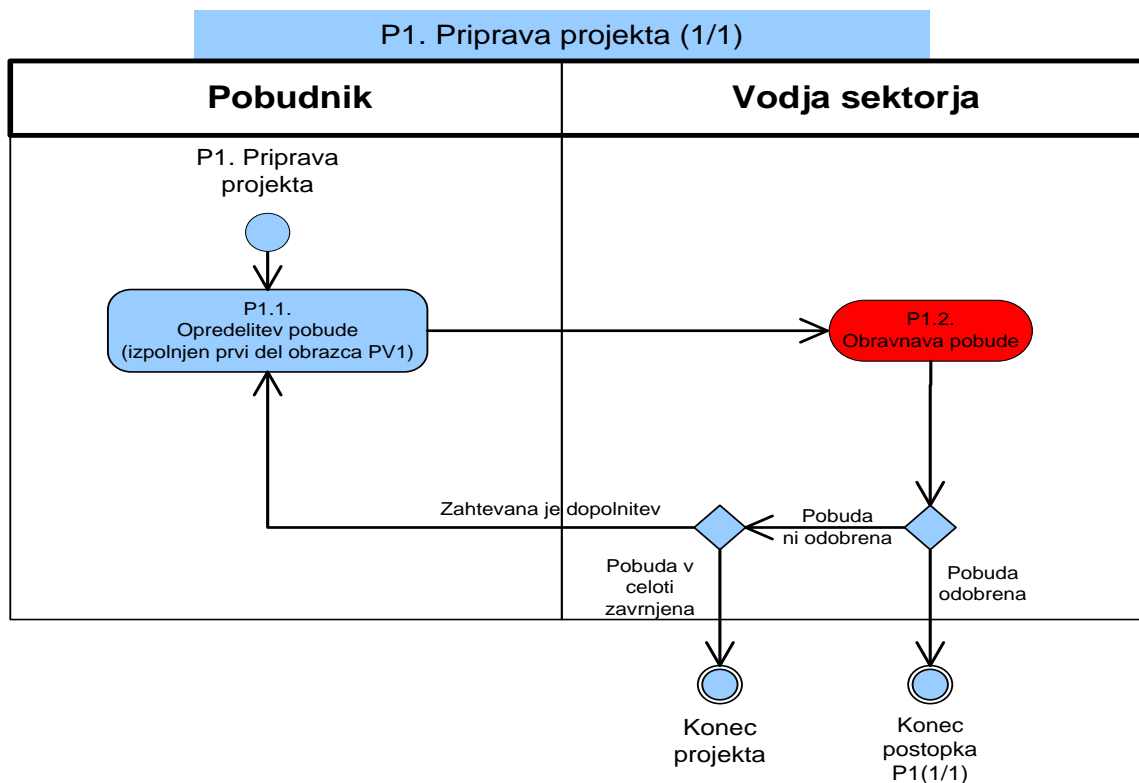 P1. Priprava projekta (1/1)
Pobudnik
Vodja sektorja
P1. Priprava
projekta
P1.1.
Opredelitev pobude
(izpolnjen prvi del obrazca PV1)
P1.2.
Obravnava pobude
Zahtevana je dopolnitev
Pobuda
ni odobrena
Pobuda v
celoti
zavrnjena
Pobuda
odobrena
Konec
projekta
Konec
postopka
P1(1/1)